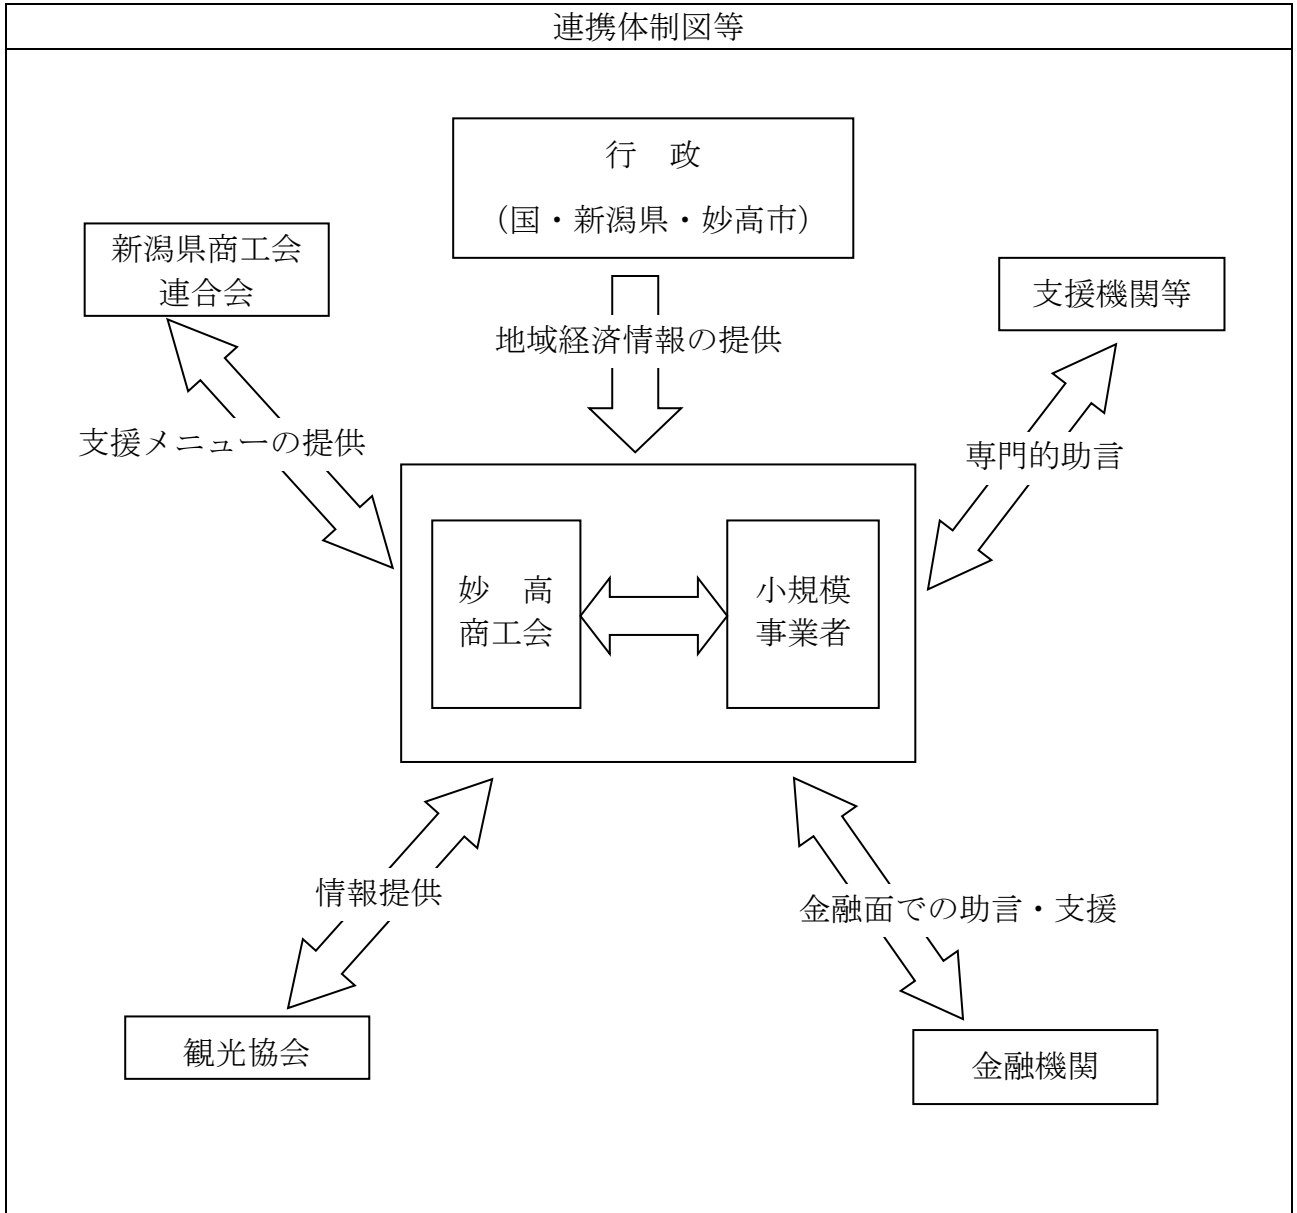 連携体制図等
行　政
（国・新潟県・妙高市）
新潟県商工会
連合会
支援機関等
地域経済情報の提供
支援メニューの提供
専門的助言
妙　高
商工会
小規模
事業者
情報提供
金融面での助言・支援
観光協会
金融機関